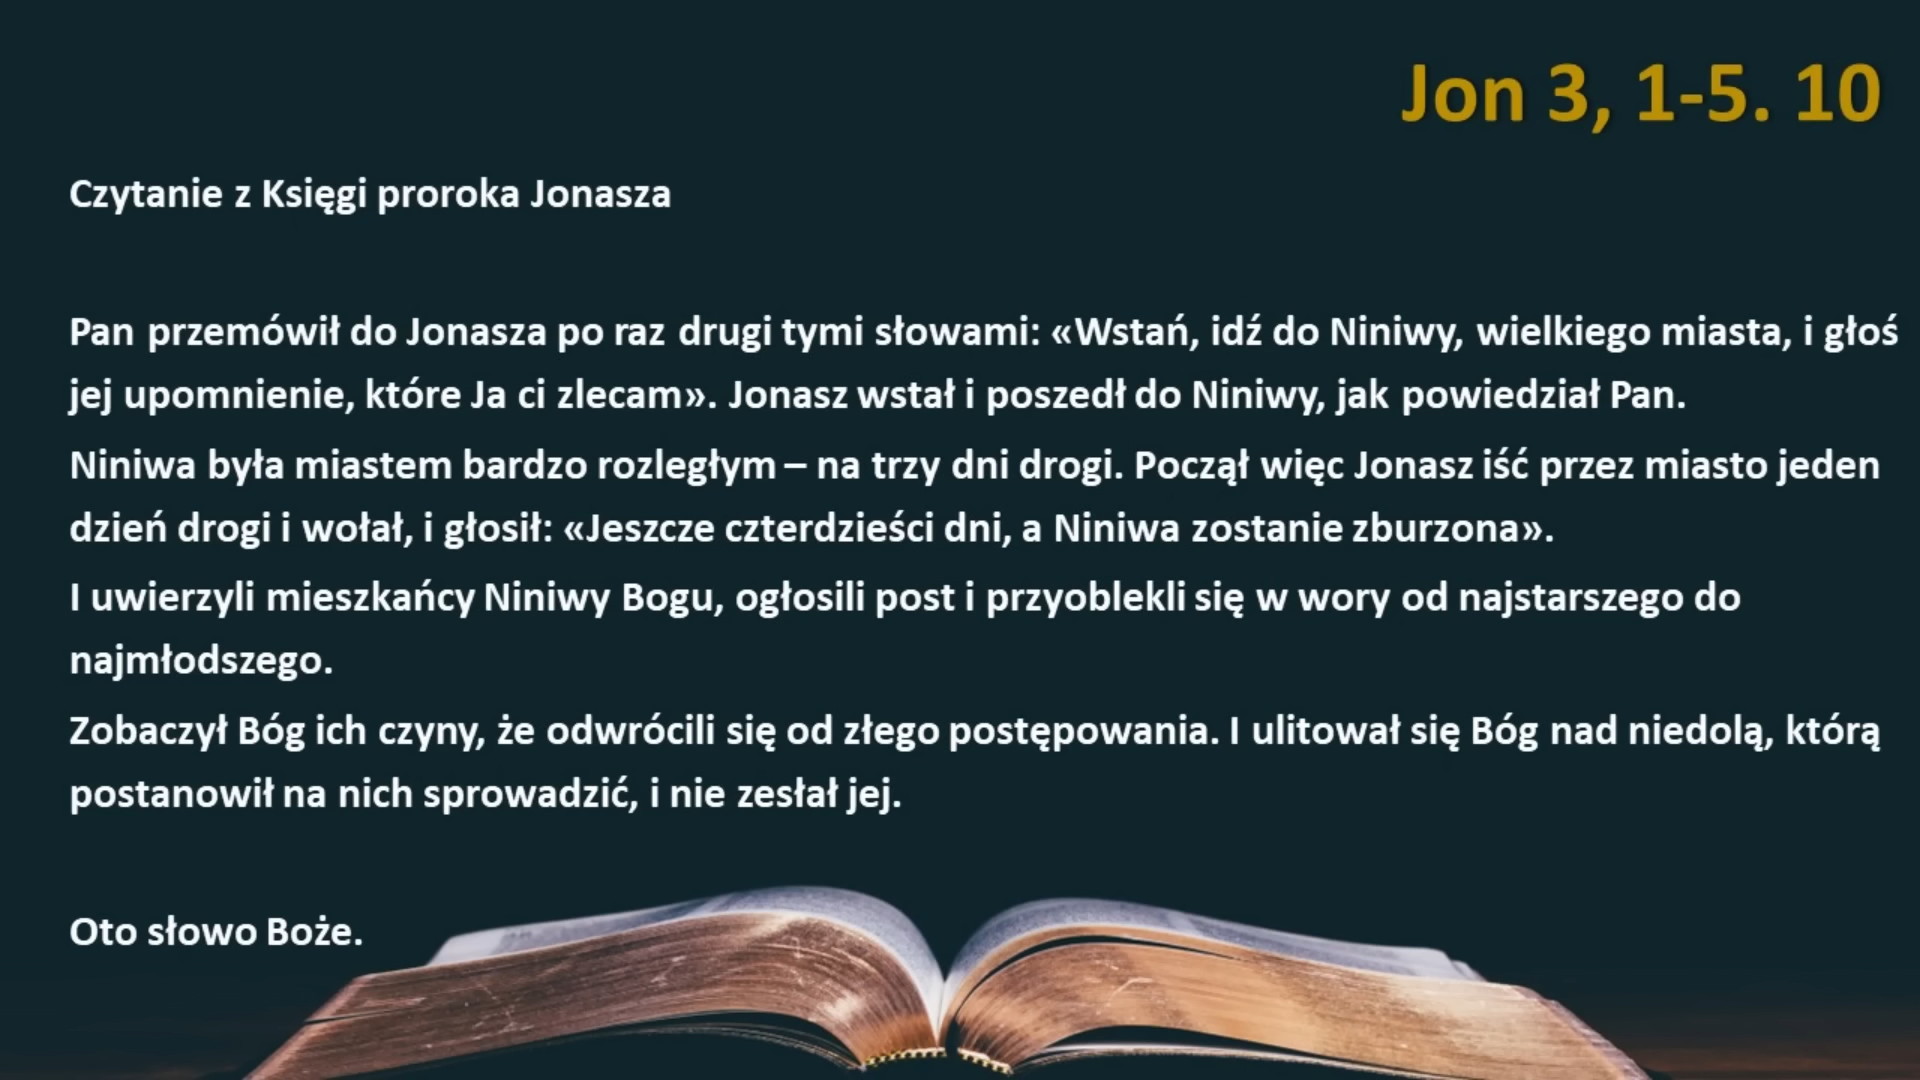 Jon 3, 1-5. 10
Czytanie z Księgi proroka Jonasza
Pan przemówił do Jonasza po raz drugi tymi słowami: «Wstań, idź do Niniwy, wielkiego miasta, i głoś
jej upomnienie, które Ja ci zlecam». Jonasz wstał i poszedł do Niniwy, jak powiedział Pan.
Niniwa była miastem bardzo rozległym – na trzy dni drogi. Począł więc Jonasz iść przez miasto jeden
dzień drogi i wołał, i głosił: «Jeszcze czterdzieści dni, a Niniwa zostanie zburzona».
I uwierzyli mieszkańcy Niniwy Bogu, ogłosili post i przyoblekli się w wory od najstarszego do
najmłodszego.
Zobaczył Bóg ich czyny, że odwrócili się od złego postępowania. I ulitował się Bóg nad niedolą, którą
postanowił na nich sprowadzić, i nie zesłał jej.
Oto słowo Boże.